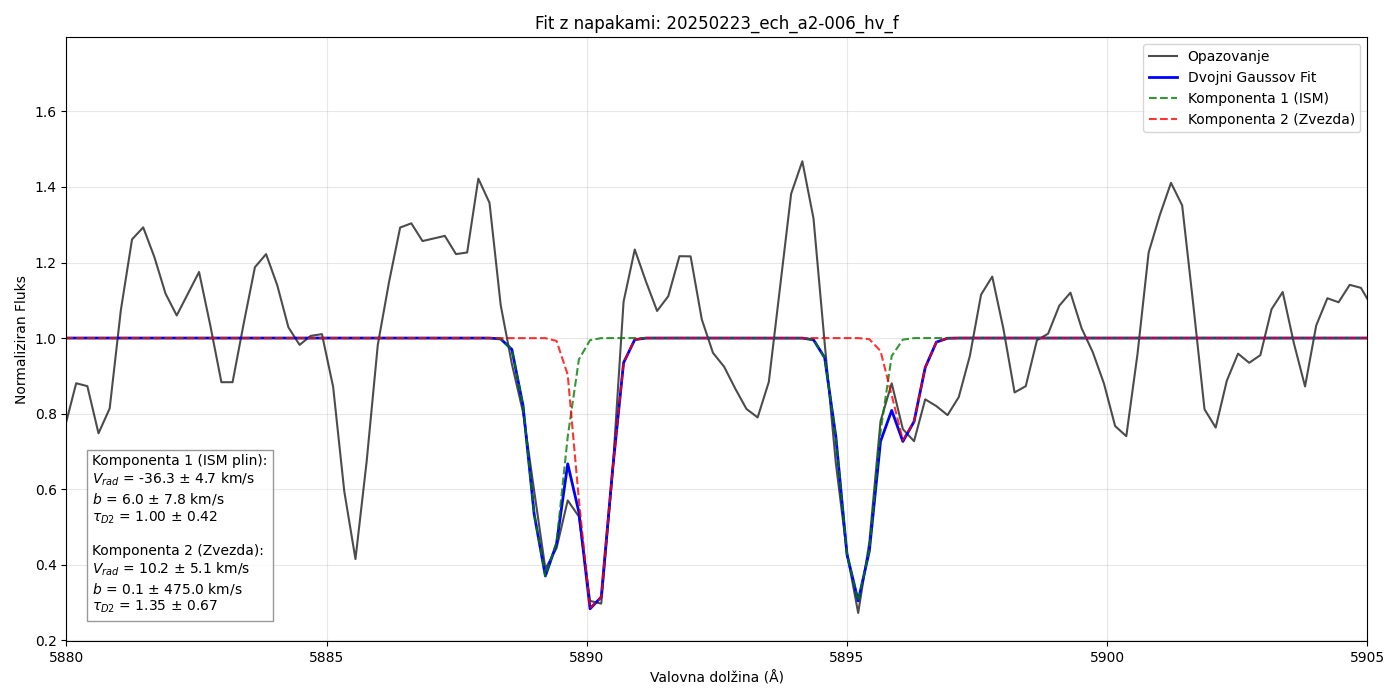 Fit z napakami: 20250223_ech_a2-006_hv_f
Opazovanje
Dvojni Gaussov Fit
Komponenta 1 (ISM)
Komponenta 2 (Zvezda)
Normaliziran Fluks
1.6
1.4
1.2
1.0
0.8
0.6
0.4
0.2
Komponenta 1 (ISM plin):
V_rad = -36.3 ± 4.7 km/s
b = 6.0 ± 7.8 km/s
τ_D2 = 1.00 ± 0.42
Komponenta 2 (Zvezda):
V_rad = 10.2 ± 5.1 km/s
b = 0.1 ± 475.0 km/s
τ_D2 = 1.35 ± 0.67
5880 5885 5890 5895 5900 5905
Valovna dolžina (Å)